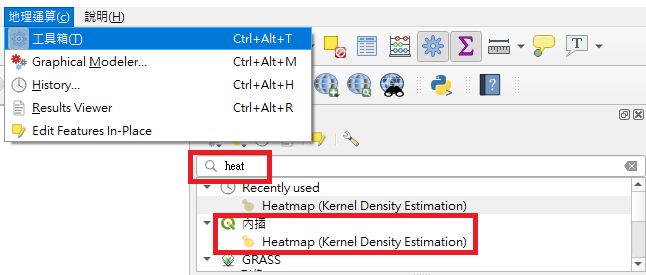 地理運算(C) 說明(H)
工具箱(T) Ctrl+Alt+T
Graphical Modeler... Ctrl+Alt+M
History... Ctrl+Alt+H
Results Viewer Ctrl+Alt+R
Edit Features In-Place
heat
Recently used
Heatmap (Kernel Density Estimation)
內插
Heatmap (Kernel Density Estimation)
GRASS